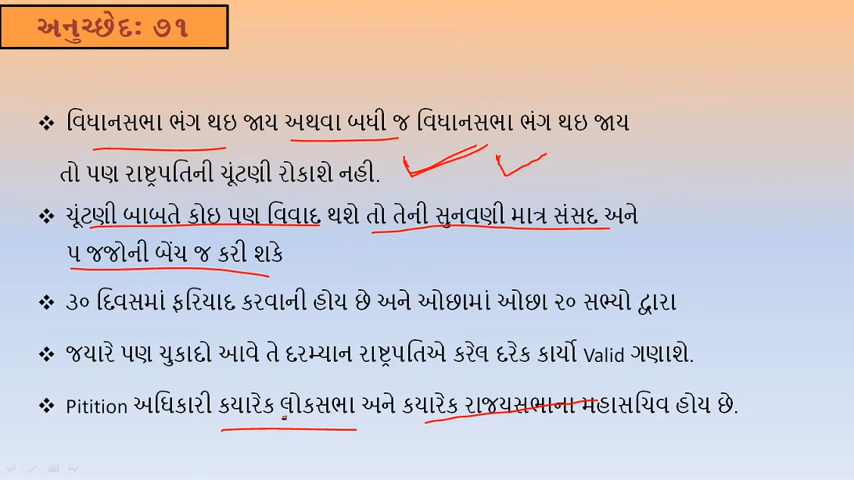 અનુચ્છેદઃ ૭૧
❖ વિધાનસભા ભંગ થઇ જાય અથવા બધી જ વિધાનસભા ભંગ થઇ જાય
તો પણ રાષ્ટ્રપતિની ચૂંટણી રોકાશે નહી.
❖ ચૂંટણી બાબતે કોઇ પણ વિવાદ થશે તો તેની સુનવણી માત્ર સંસદ અને
૫ જજોની બેંચ જ કરી શકે
❖ ૩૦ દિવસમાં ફરિયાદ કરવાની હોય છે અને ઓછામાં ઓછા ૨૦ સભ્યો દ્વારા
❖ જયારે પણ ચુકાદો આવે તે દરમ્યાન રાષ્ટ્રપતિએ કરેલ દરેક કાર્યો Valid ગણાશે.
❖ Pitition અધિકારી કયારેક લોકસભા અને કયારેક રાજયસભાના મહાસચિવ હોય છે.